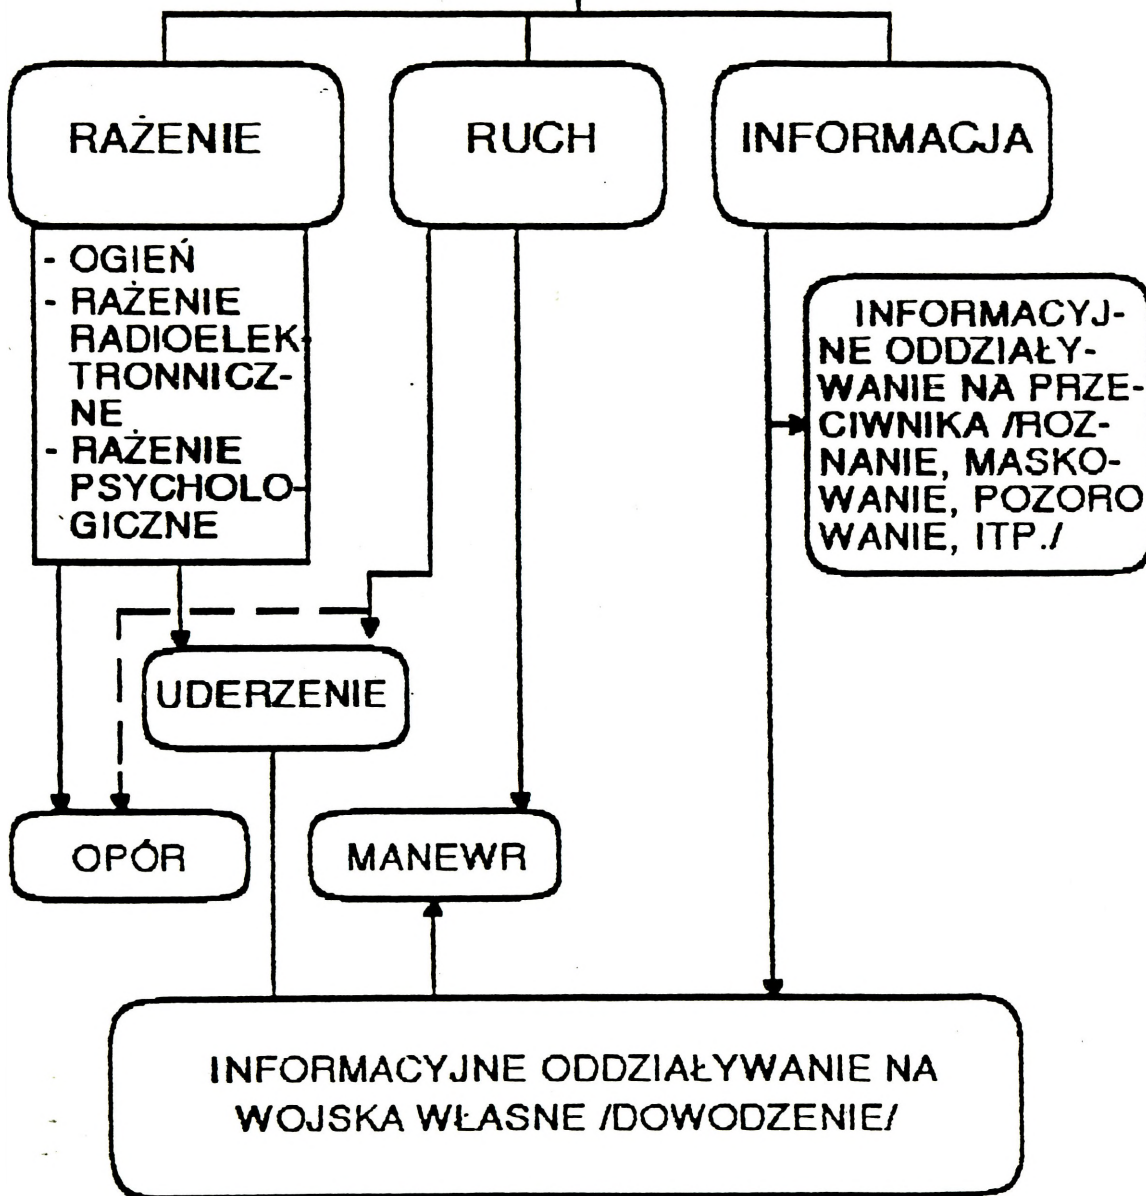 RAŻENIE
RUCH
INFORMACJA
- OGIEŃ
- RAŻENIE
RADIOELEK-
TRONNICZ-
NE
- RAŻENIE
PSYCHOLO-
GICZNE
INFORMACYJ-
NE ODDZIAŁY-
WANIE NA PRZE-
CIWNIKA /ROZ-
NANIE, MASKO-
WANIE, POZORO
WANIE, ITP./
UDERZENIE
OPÓR
MANEWR
INFORMACYJNE ODDZIAŁYWANIE NA
WOJSKA WŁASNE /DOWODZENIE/